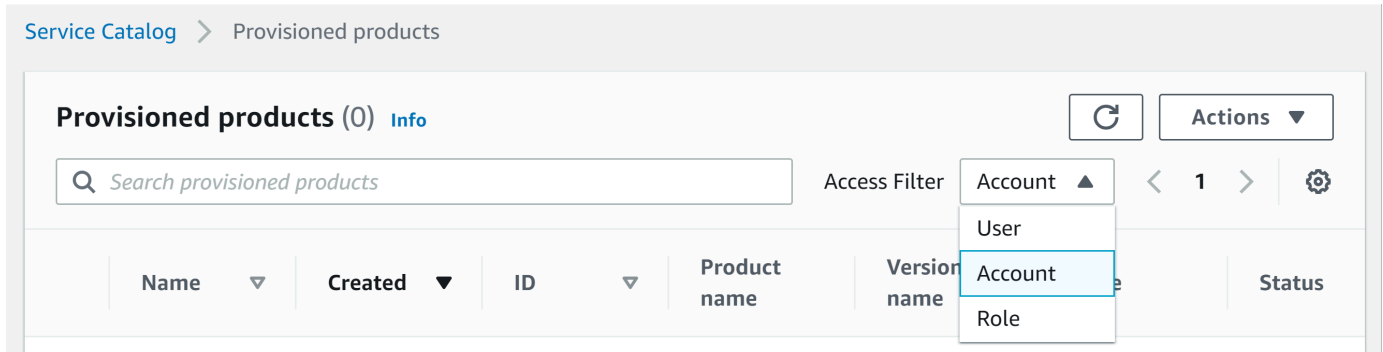 Service Catalog > Provisioned products
Provisioned products (0) Info
Actions
Search provisioned products
Access Filter Account 1
User
Account
Role
Name Created ID Product name Version name Status